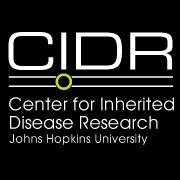 CIDR
Center for Inherited
Disease Research
Johns Hopkins University